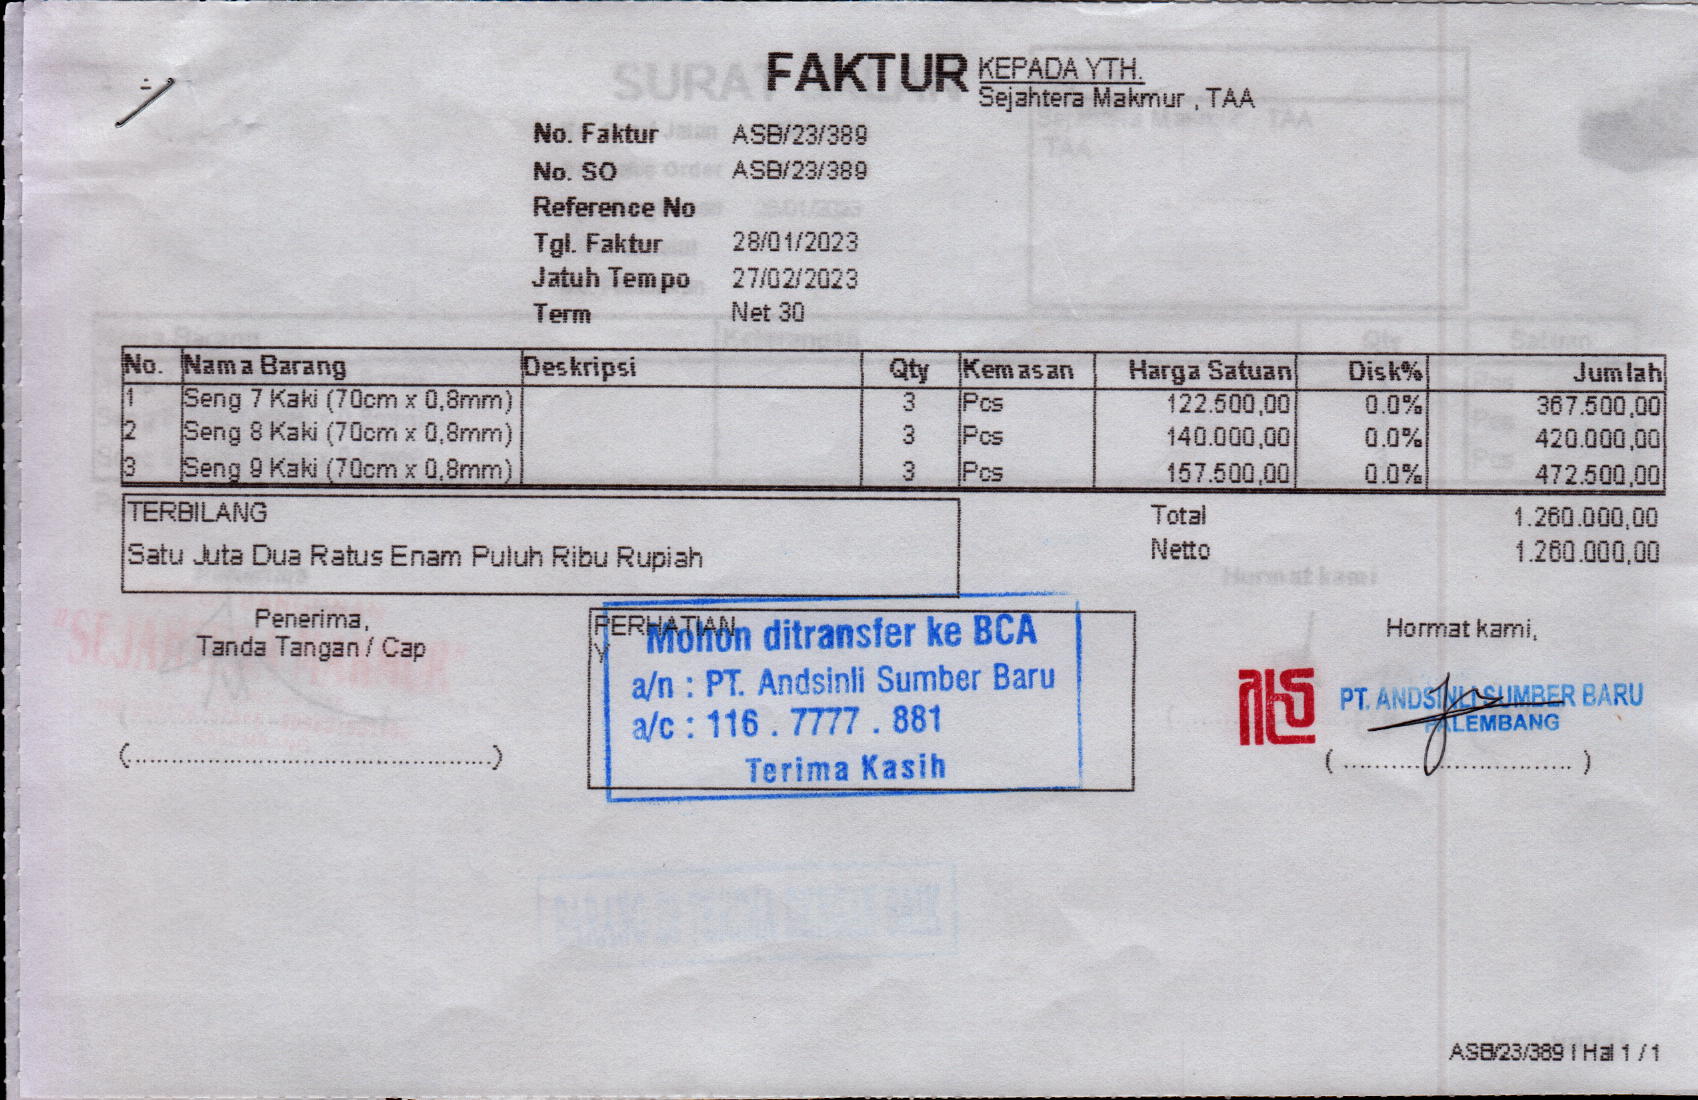 FAKTUR
KEPADA YTH.
Sejahtera Makmur , TAA
No. Faktur ASB/23/389
No. SO ASB/23/389
Reference No
Tgl. Faktur 28/01/2023
Jatuh Tempo 27/02/2023
Term Net 30
No. Nama Barang Deskripsi Qty Kemasan Harga Satuan Disk% Jumlah
1 Seng 7 Kaki (70cm x 0,8mm) 3 Pcs 122.500,00 0.0% 367.500,00
2 Seng 8 Kaki (70cm x 0,8mm) 3 Pcs 140.000,00 0.0% 420.000,00
3 Seng 9 Kaki (70cm x 0,8mm) 3 Pcs 157.500,00 0.0% 472.500,00
TERBILANG
Satu Juta Dua Ratus Enam Puluh Ribu Rupiah
Total 1.260.000,00
Netto 1.260.000,00
Penerima,
Tanda Tangan / Cap
(..................................................)
PERHATIAN
Y
Mohon ditransfer ke BCA
a/n : PT. Andsinli Sumber Baru
a/c : 116 . 7777 . 881
Terima Kasih
Hormat kami,
PT. ANDSINLI SUMBER BARU
PALEMBANG
( ................................ )
ASB/23/389 | Hal 1 / 1